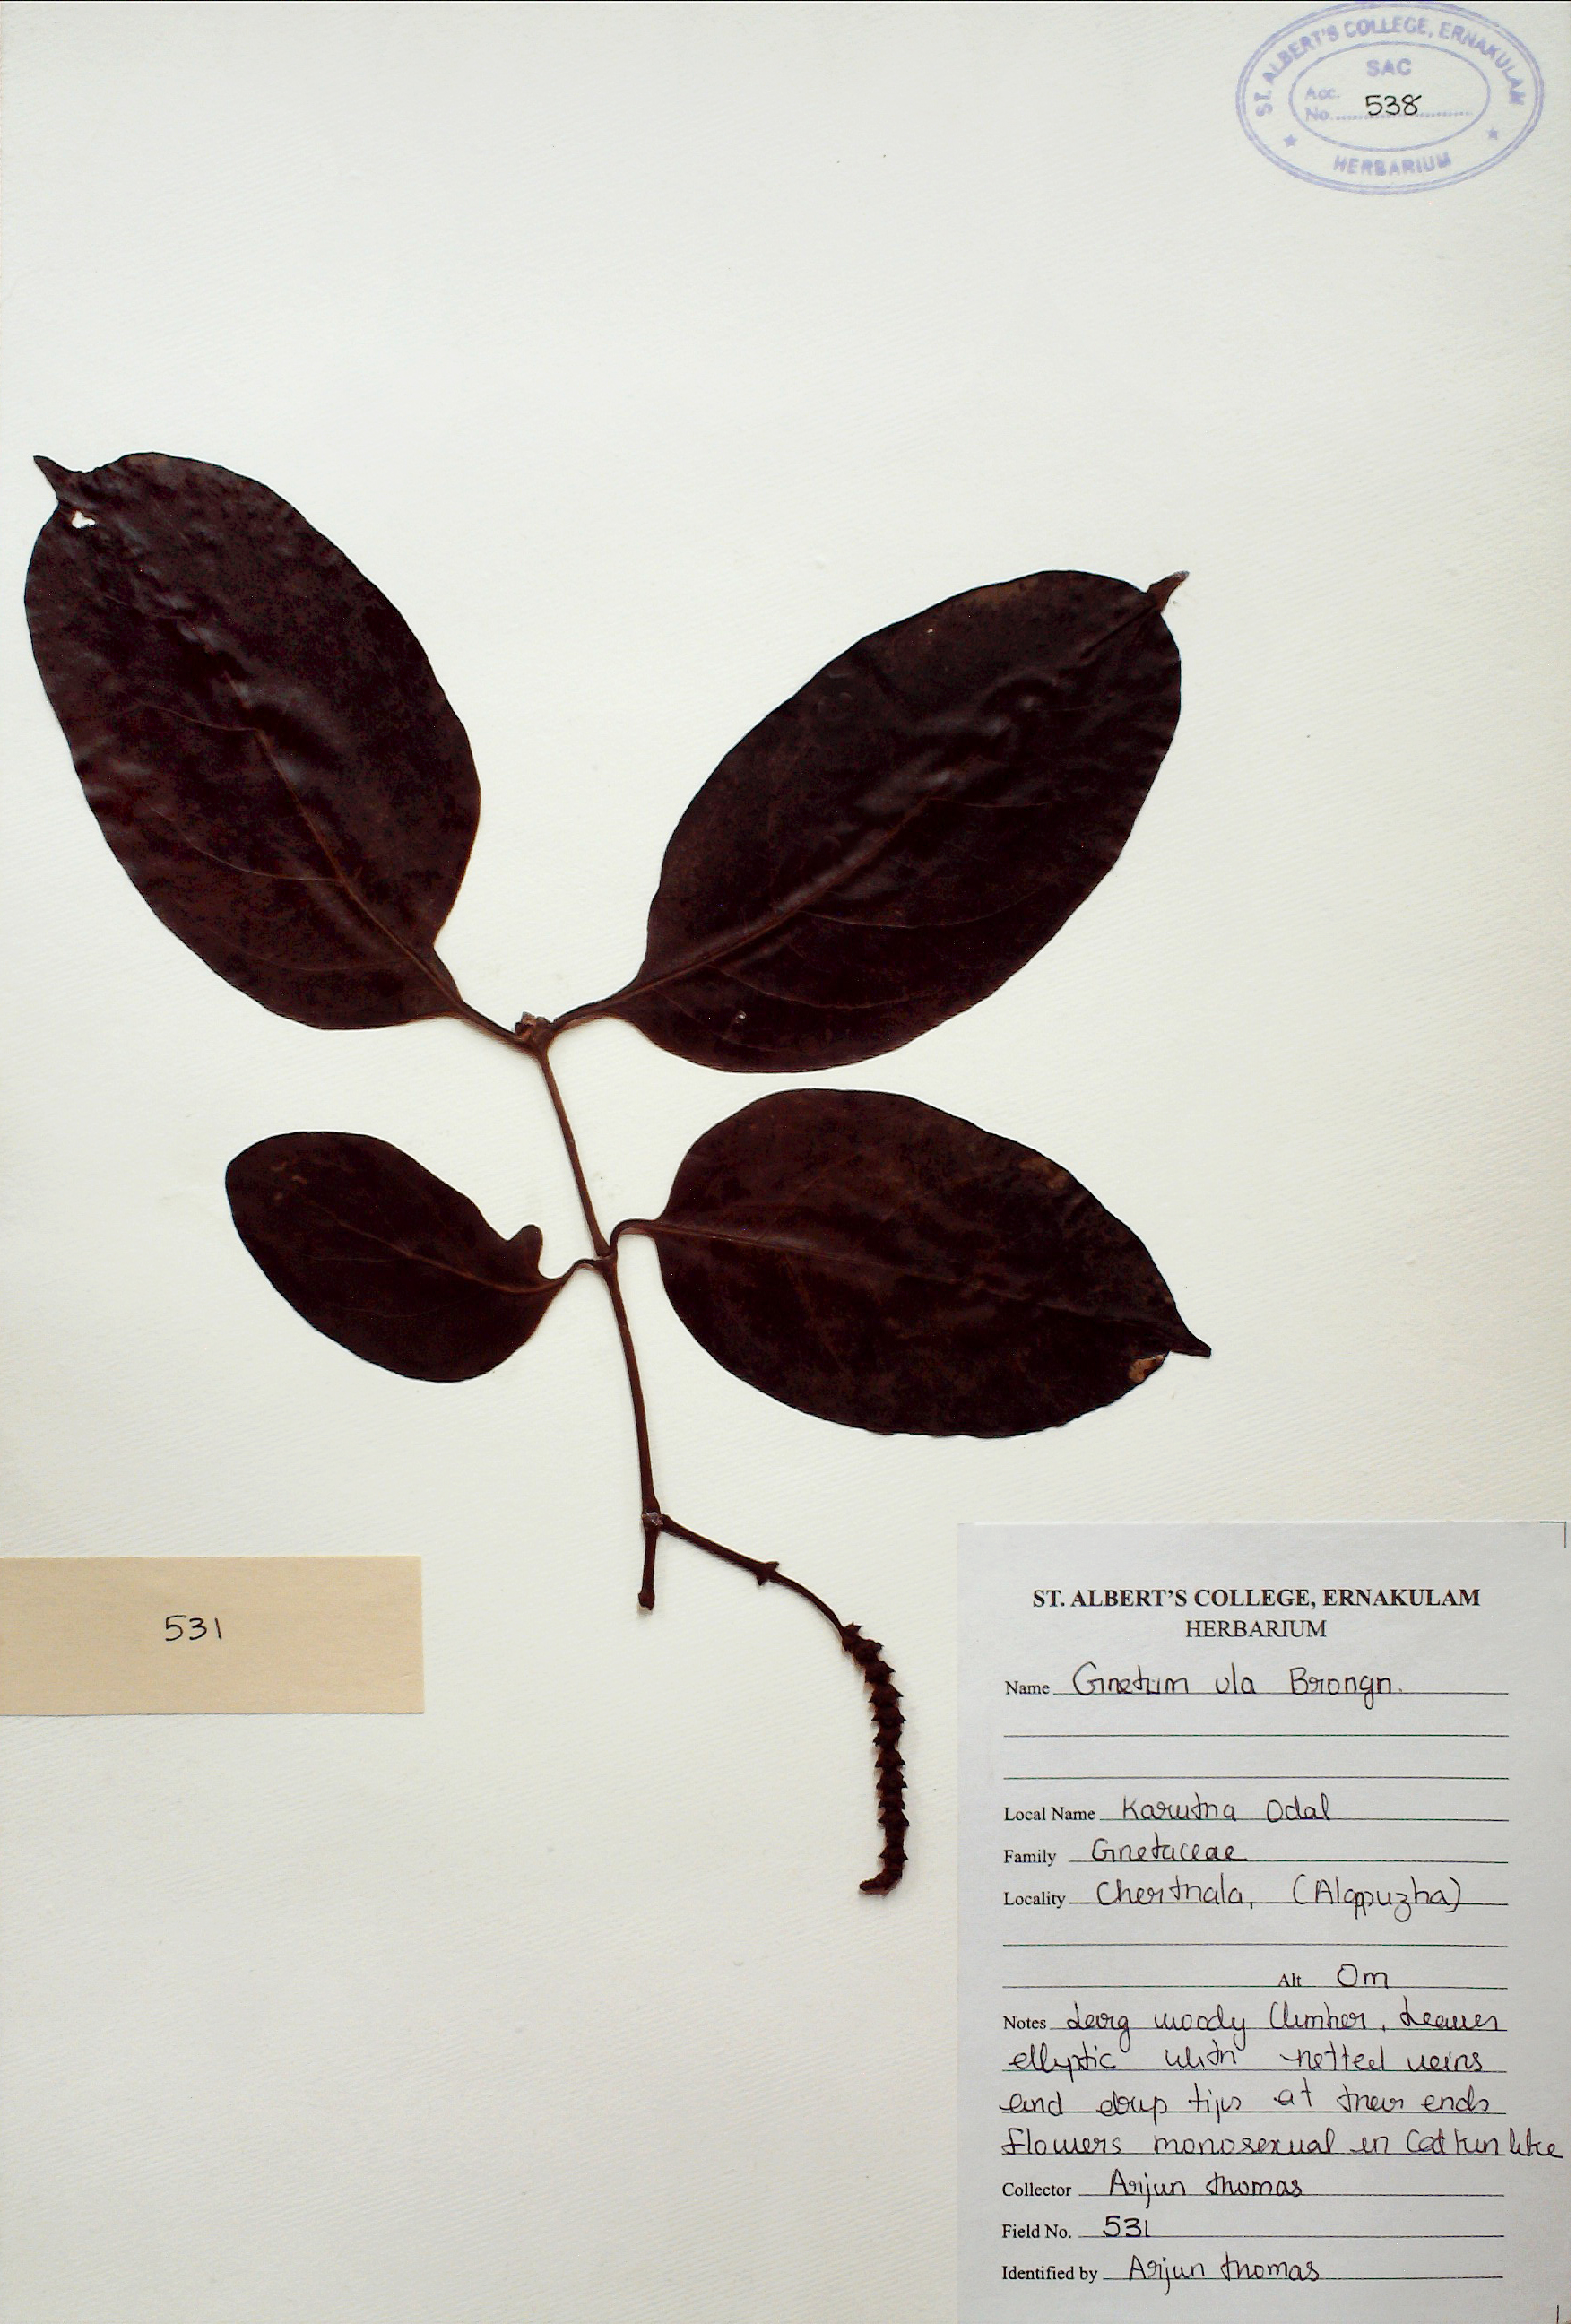 ST. ALBERT'S COLLEGE, ERNAKULAM
SAC
Acc.
No. 538
HERBARIUM
531
ST. ALBERT'S COLLEGE, ERNAKULAM
HERBARIUM
Name Gnetum ula Brongn.
Local Name Karutha Odal
Family Gnetaceae
Locality Cherthala, (Alappuzha)
Alt 0m
Notes woody Climber, Leaves
elliptic with netted veins
and drip tips at their ends
flowers monosexual in Catkin like
Collector Arijun thomas
Field No. 531
Identified by Arijun thomas